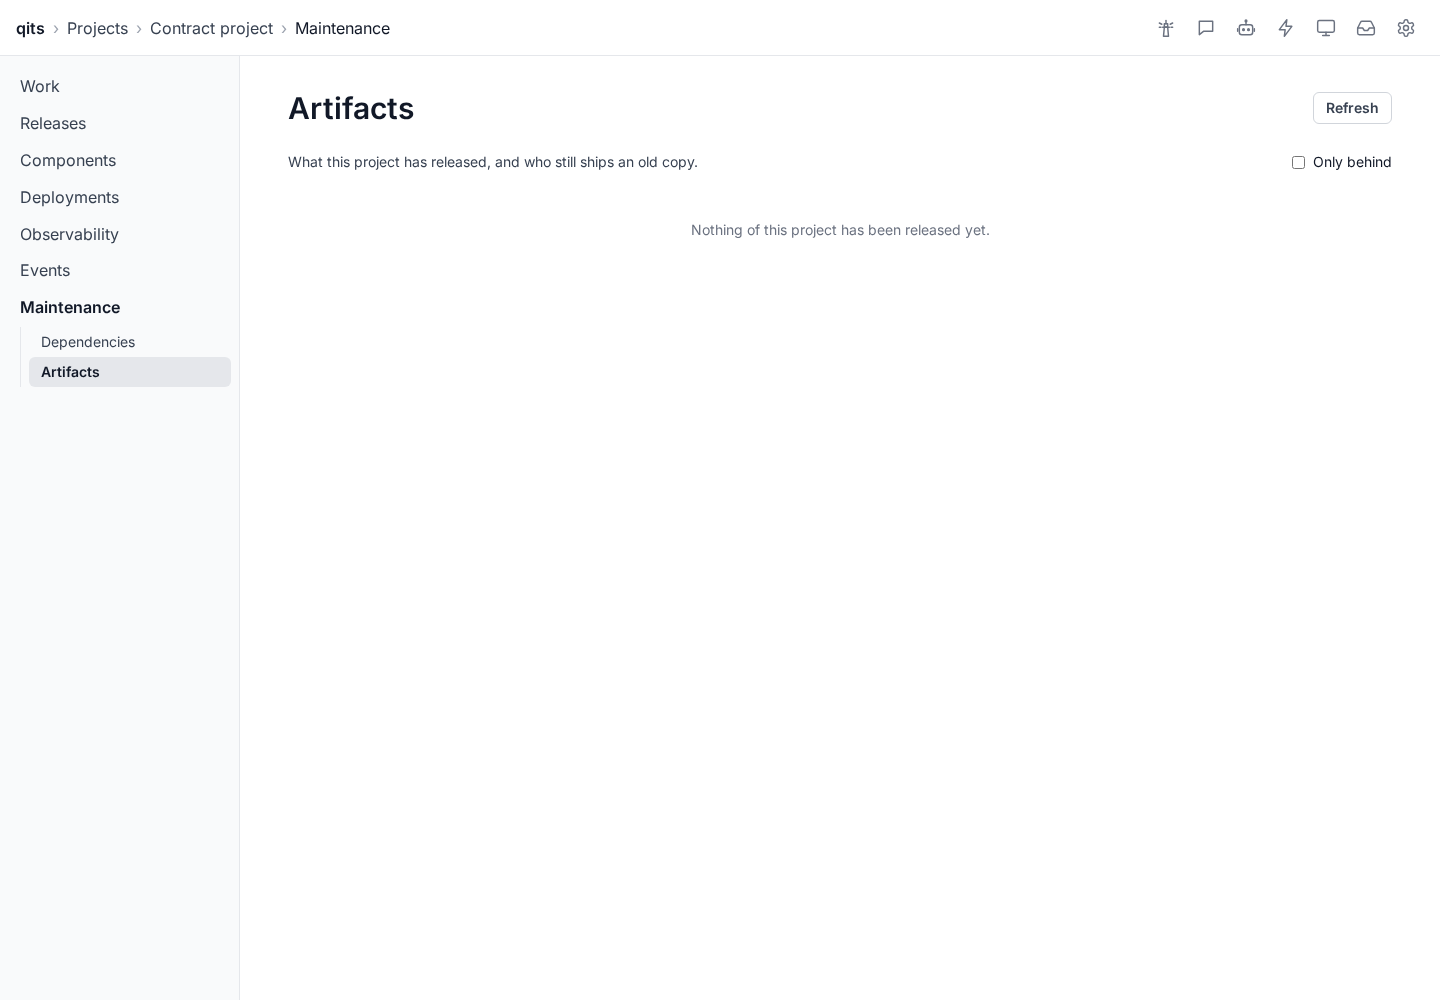 qits › Projects › Contract project › Maintenance
Work
Releases
Components
Deployments
Observability
Events
Maintenance
Dependencies
Artifacts
Artifacts
Refresh
What this project has released, and who still ships an old copy.
Only behind
Nothing of this project has been released yet.